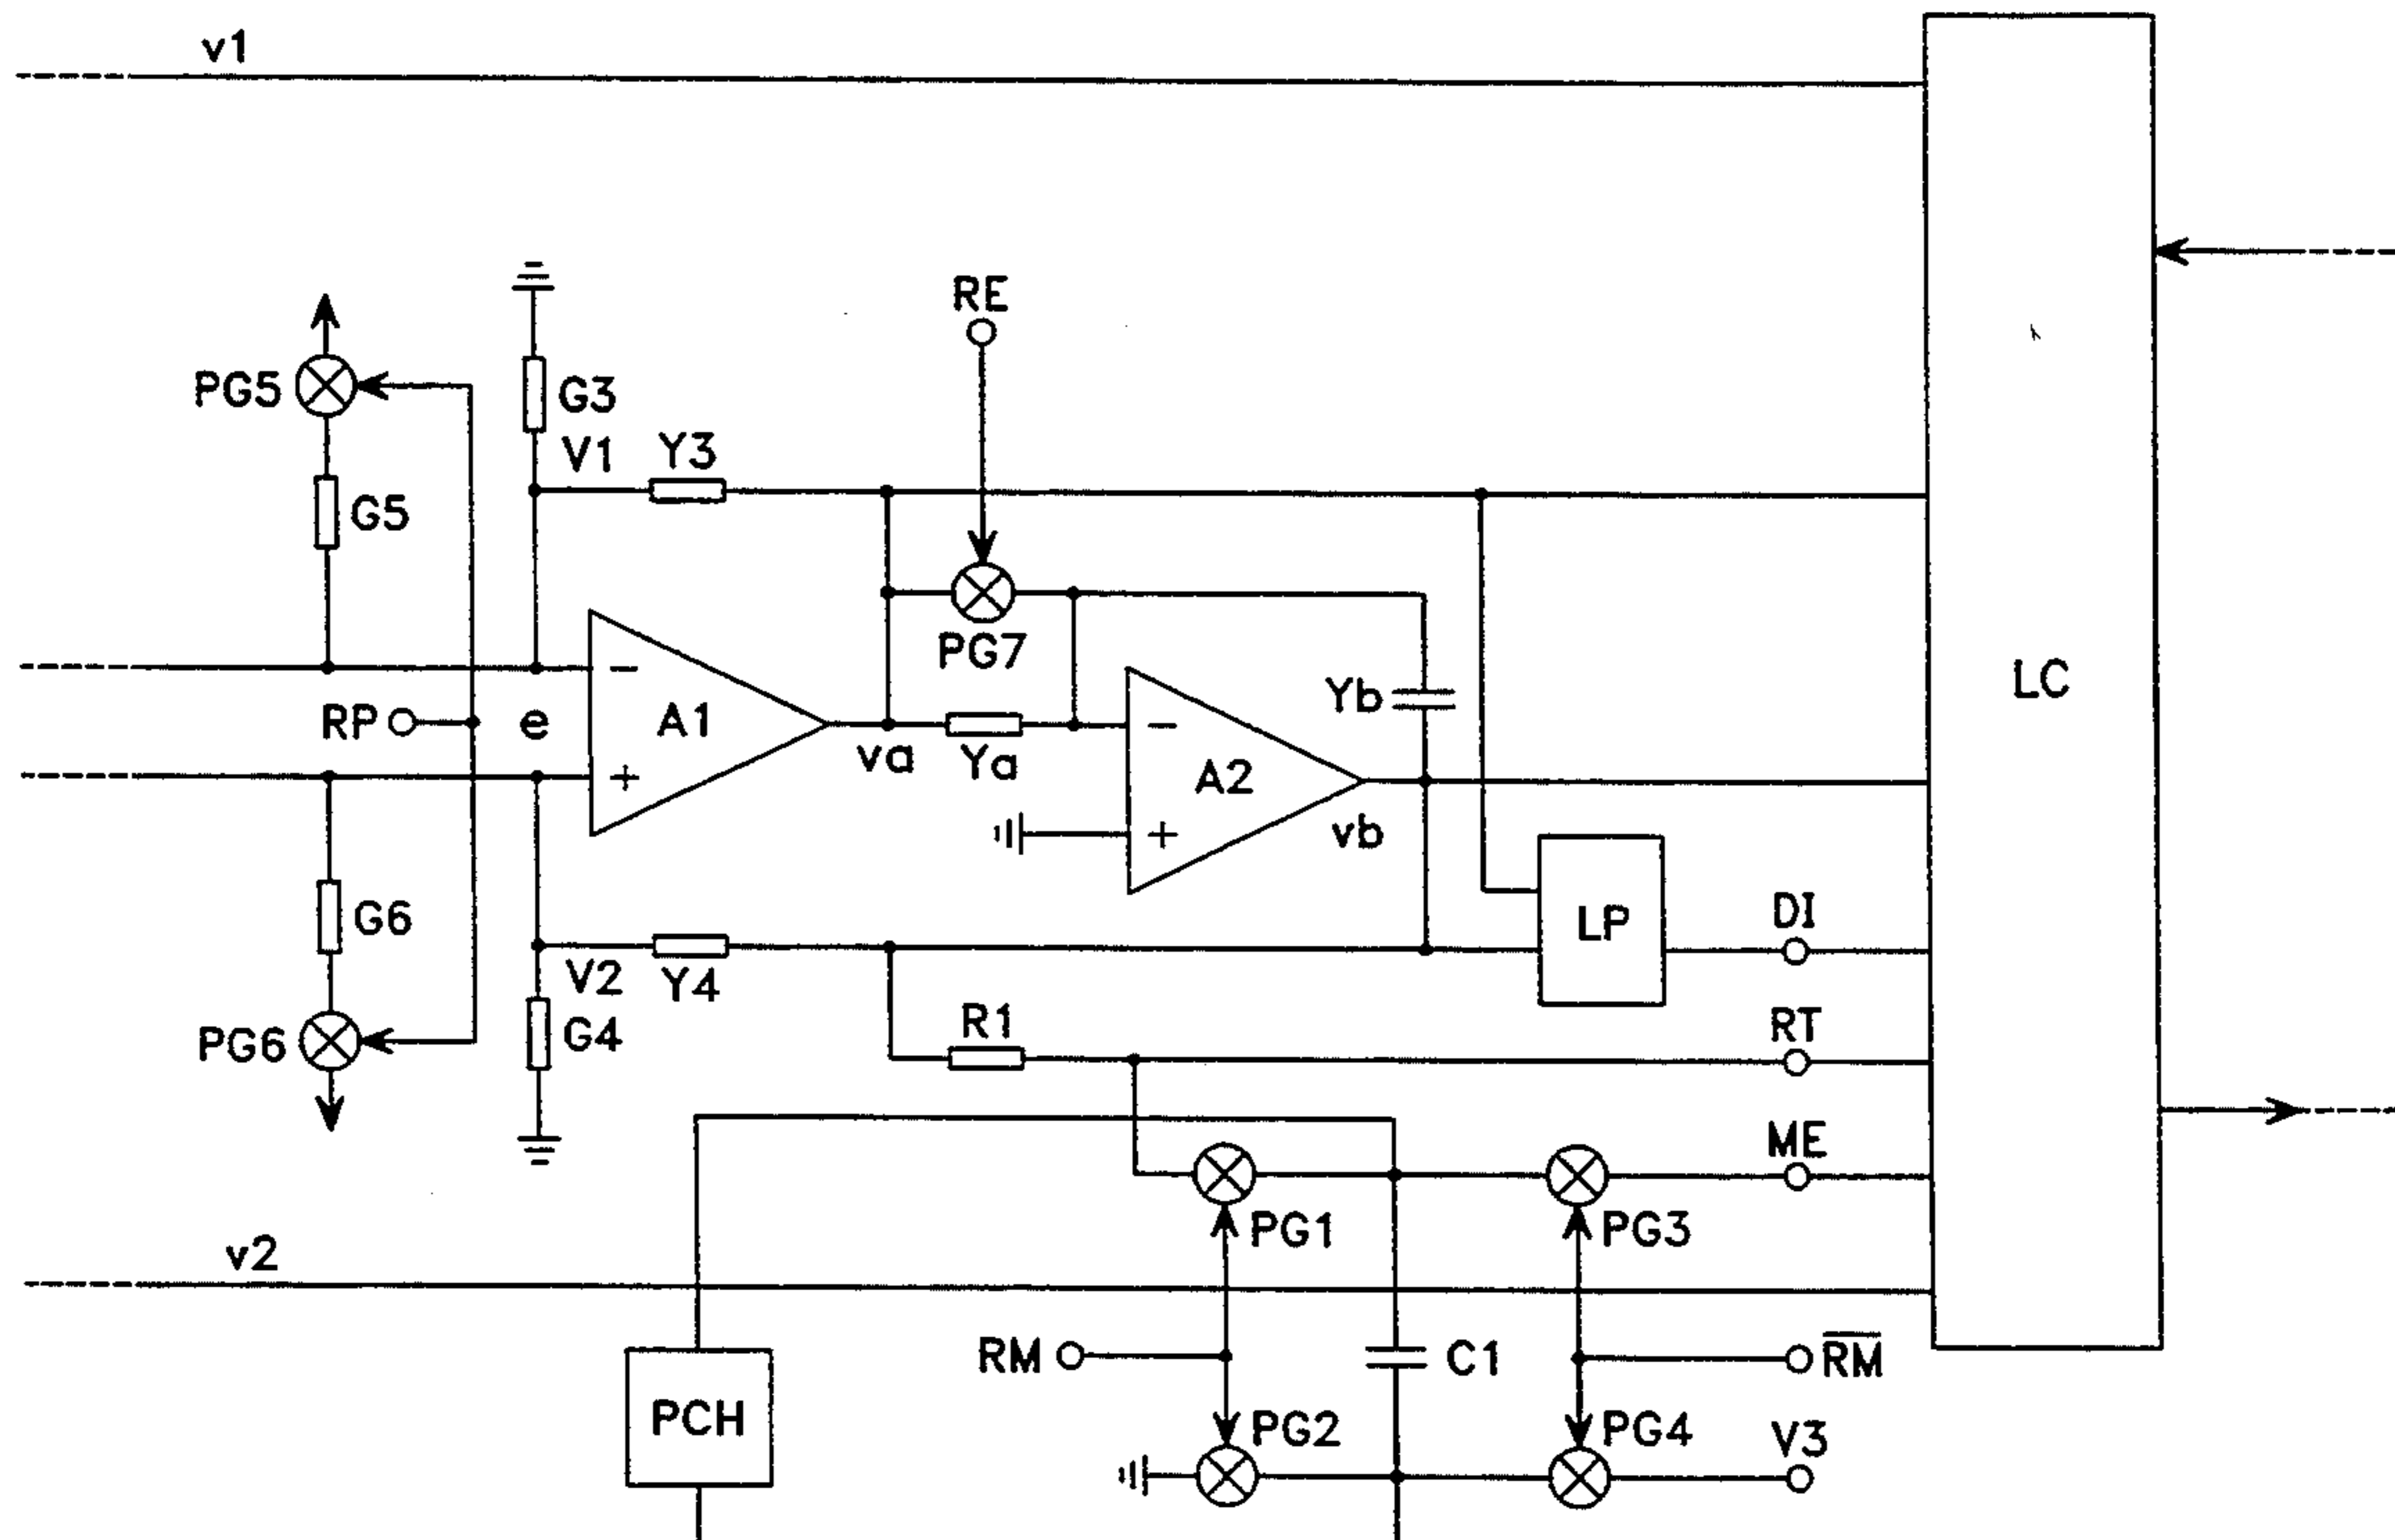 v1
RE
PG5
G3
V1
Y3
G5
PG7
LC
Yb
RP
e
−
A1
+
va
Ya
−
A2
+
vb
G6
LP
DI
V2
Y4
R1
RT
PG6
G4
ME
PG1
PG3
v2
RM
C1
R̅M̅
PCH
PG2
PG4
V3